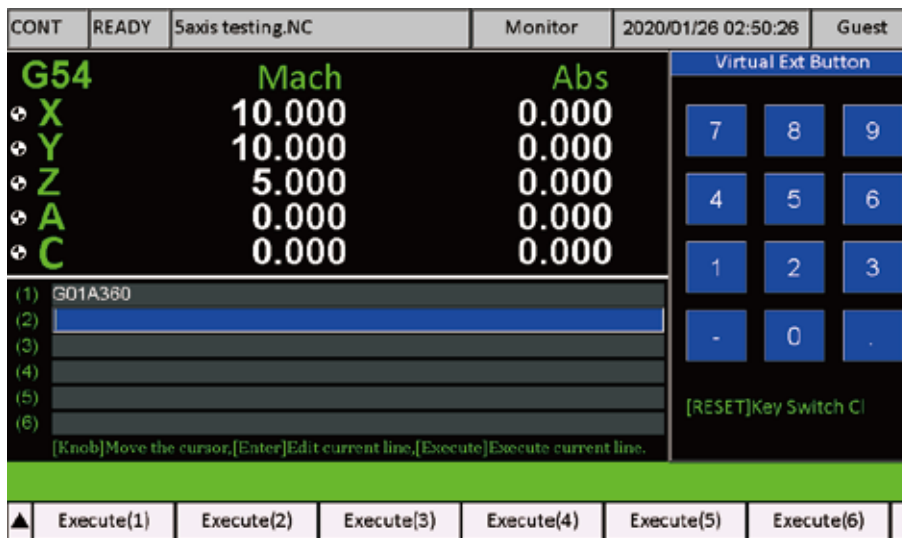 CONT READY 5axis testing.NC Monitor 2020/01/26 02:50:26 Guest
G54 Mach Abs
X 10.000 0.000
Y 10.000 0.000
Z 5.000 0.000
A 0.000 0.000
C 0.000 0.000
Virtual Ext Button
7 8 9
4 5 6
1 2 3
- 0 .
[RESET]Key Switch Cl
(1) G01A360
(2)
(3)
(4)
(5)
(6)
[Knob]Move the cursor,[Enter]Edit current line,[Execute]Execute current line.
▲ Execute(1) Execute(2) Execute(3) Execute(4) Execute(5) Execute(6)